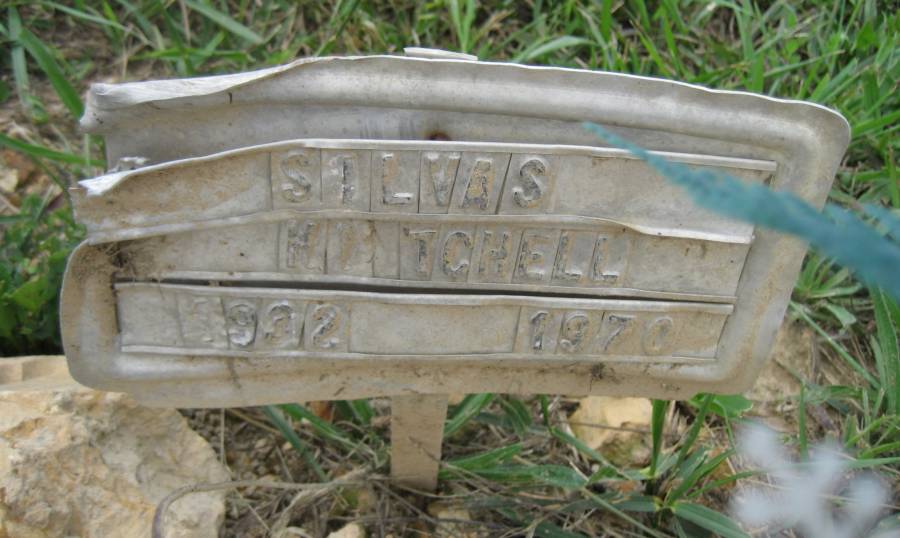 SILVAS
MITCHELL
1932 1970